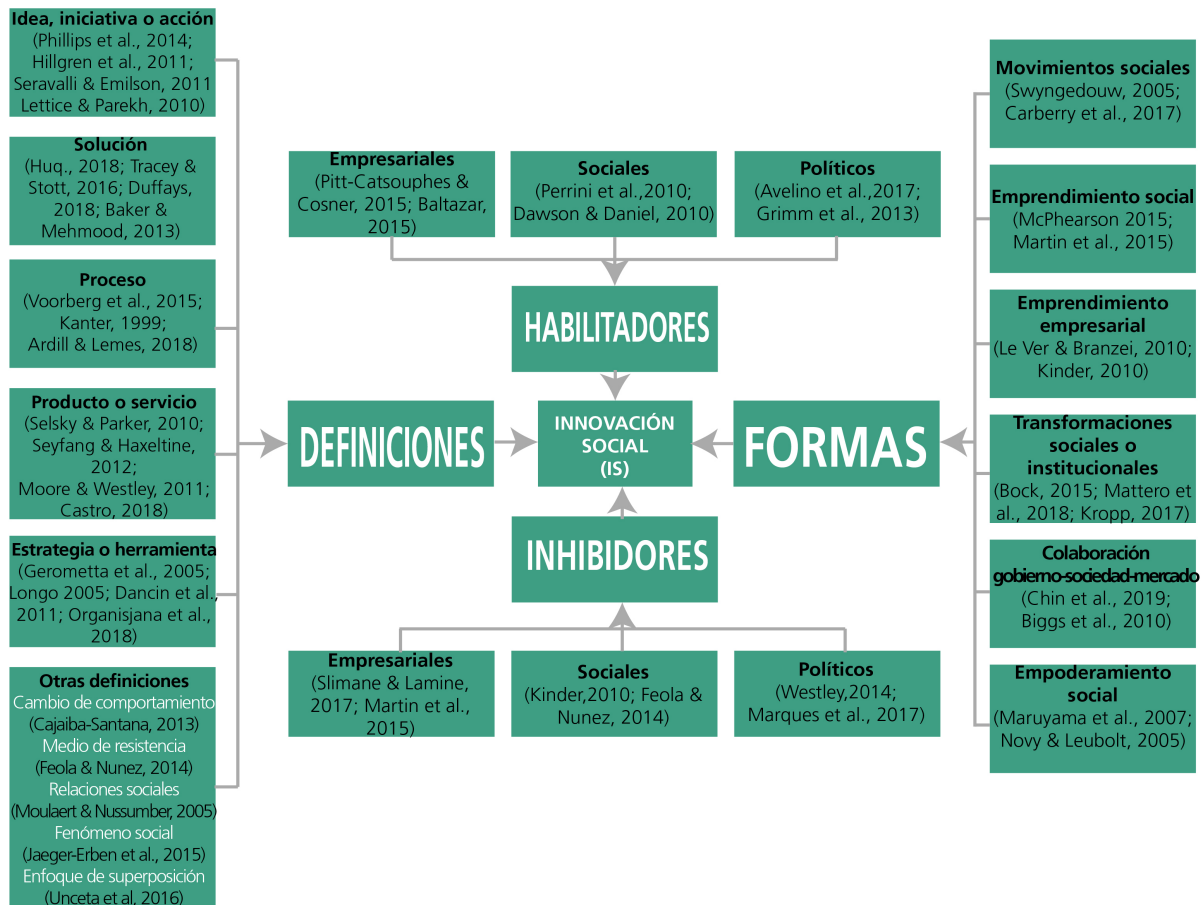 Idea, iniciativa o acción
(Phillips et al., 2014;
Hillgren et al., 2011;
Seravalli & Emilson, 2011
Lettice & Parekh, 2010)
Solución
(Huq., 2018; Tracey &
Stott, 2016; Duffays,
2018; Baker &
Mehmood, 2013)
Proceso
(Voorberg et al., 2015;
Kanter, 1999;
Ardill & Lemes, 2018)
Producto o servicio
(Selsky & Parker, 2010;
Seyfang & Haxeltine,
2012;
Moore & Westley, 2011;
Castro, 2018)
Estrategia o herramienta
(Gerometta et al., 2005;
Longo 2005; Dancin et al.,
2011; Organisjana et al.,
2018)
Otras definiciones
Cambio de comportamiento
(Cajaiba-Santana, 2013)
Medio de resistencia
(Feola & Nunez, 2014)
Relaciones sociales
(Moulaert & Nussumber, 2005)
Fenómeno social
(Jaeger-Erben et al., 2015)
Enfoque de superposición
(Unceta et al, 2016)
DEFINICIONES
Empresariales
(Pitt-Catsouphes &
Cosner, 2015; Baltazar,
2015)
Sociales
(Perrini et al.,2010;
Dawson & Daniel, 2010)
Políticos
(Avelino et al.,2017;
Grimm et al., 2013)
HABILITADORES
INNOVACIÓN
SOCIAL
(IS)
INHIBIDORES
Empresariales
(Slimane & Lamine,
2017; Martin et al.,
2015)
Sociales
(Kinder,2010; Feola &
Nunez, 2014)
Políticos
(Westley,2014;
Marques et al., 2017)
FORMAS
Movimientos sociales
(Swyngedouw, 2005;
Carberry et al., 2017)
Emprendimiento social
(McPhearson 2015;
Martin et al., 2015)
Emprendimiento
empresarial
(Le Ver & Branzei, 2010;
Kinder, 2010)
Transformaciones
sociales o
institucionales
(Bock, 2015; Mattero et
al., 2018; Kropp, 2017)
Colaboración
gobierno-sociedad-mercado
(Chin et al., 2019;
Biggs et al., 2010)
Empoderamiento
social
(Maruyama et al., 2007;
Novy & Leubolt, 2005)